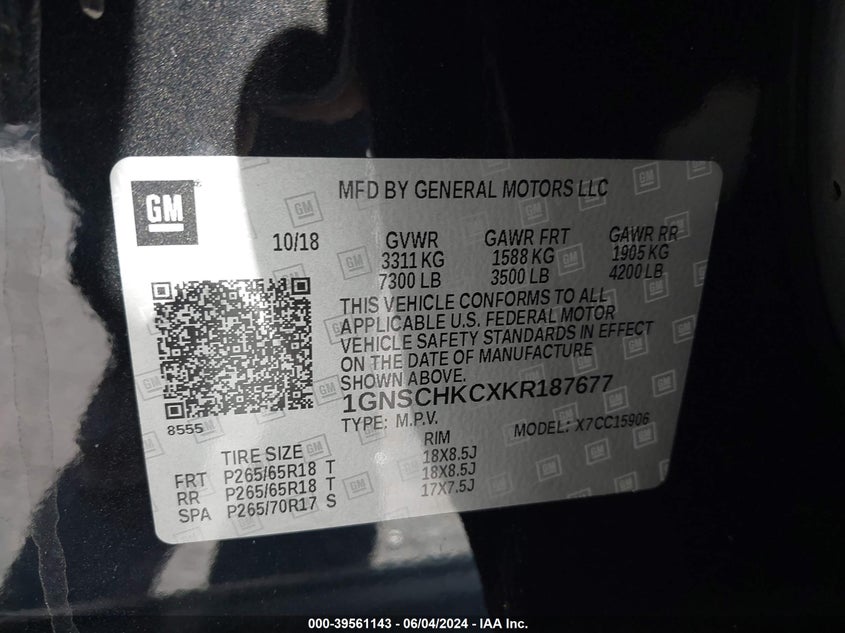 GM
MFD BY GENERAL MOTORS LLC
10/18
GVWR GAWR FRT GAWR RR
3311 KG 1588 KG 1905 KG
7300 LB 3500 LB 4200 LB
THIS VEHICLE CONFORMS TO ALL
APPLICABLE U.S. FEDERAL MOTOR
VEHICLE SAFETY STANDARDS IN EFFECT
ON THE DATE OF MANUFACTURE
SHOWN ABOVE.
1GNSCHKCXKR187677
8555
TYPE: M.P.V. MODEL: X7CC15906
TIRE SIZE RIM
FRT P265/65R18 T 18X8.5J
RR P265/65R18 T 18X8.5J
SPA P265/70R17 S 17X7.5J
000-39561143 - 06/04/2024 - IAA Inc.